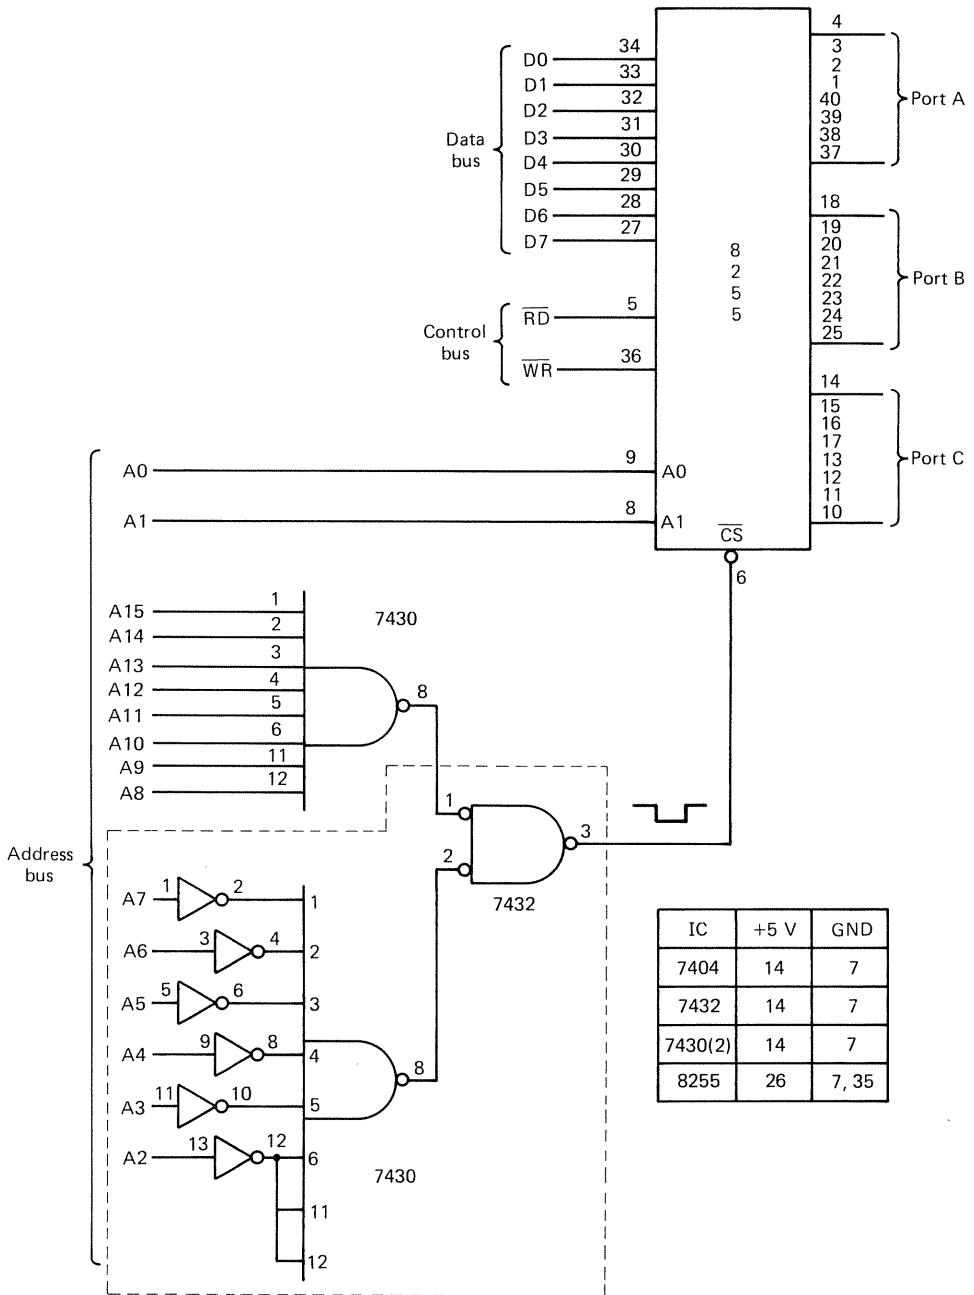 4
34
3
D0
33
2
D1
1
32
D2
40
Port A
31
39
D3
Data
38
30
bus
37
D4
29
D5
28
18
D6
27
19
D7
20
21
8
22
Port B
2
23
5
24
5
25
5
RD
Control
bus
36
WR
14
15
16
17
13
Port C
12
11
10
9
A0
A0
8
A1
A1
CS
6
1
7430
A15
2
A14
3
A13
4
A12
5
8
A11
6
A10
11
A9
12
A8
1
3
2
Address
bus
7432
A7 1 2 1
A6 3 4 2
A5 5 6 3
A4 9 8 4
8
A3 11 10 5
A2 13 12 6
7430
11
12
IC +5 V GND
7404 14 7
7432 14 7
7430(2) 14 7
8255 26 7, 35